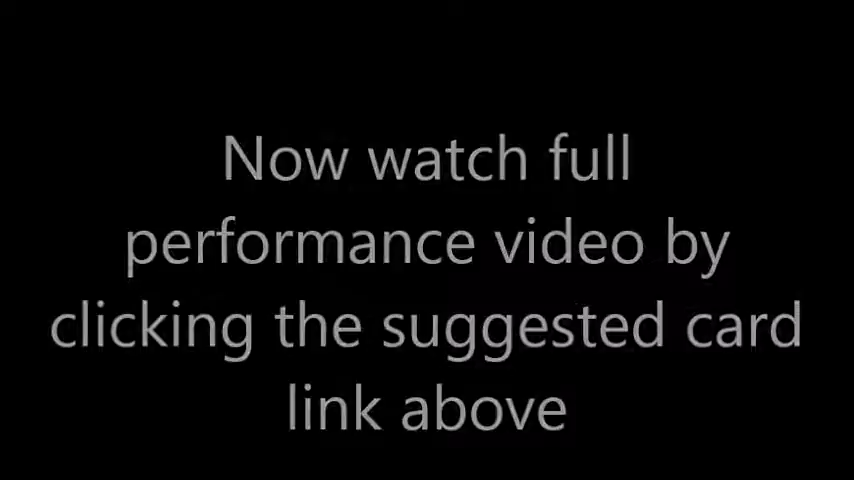 Now watch full
performance video by
clicking the suggested card
link above